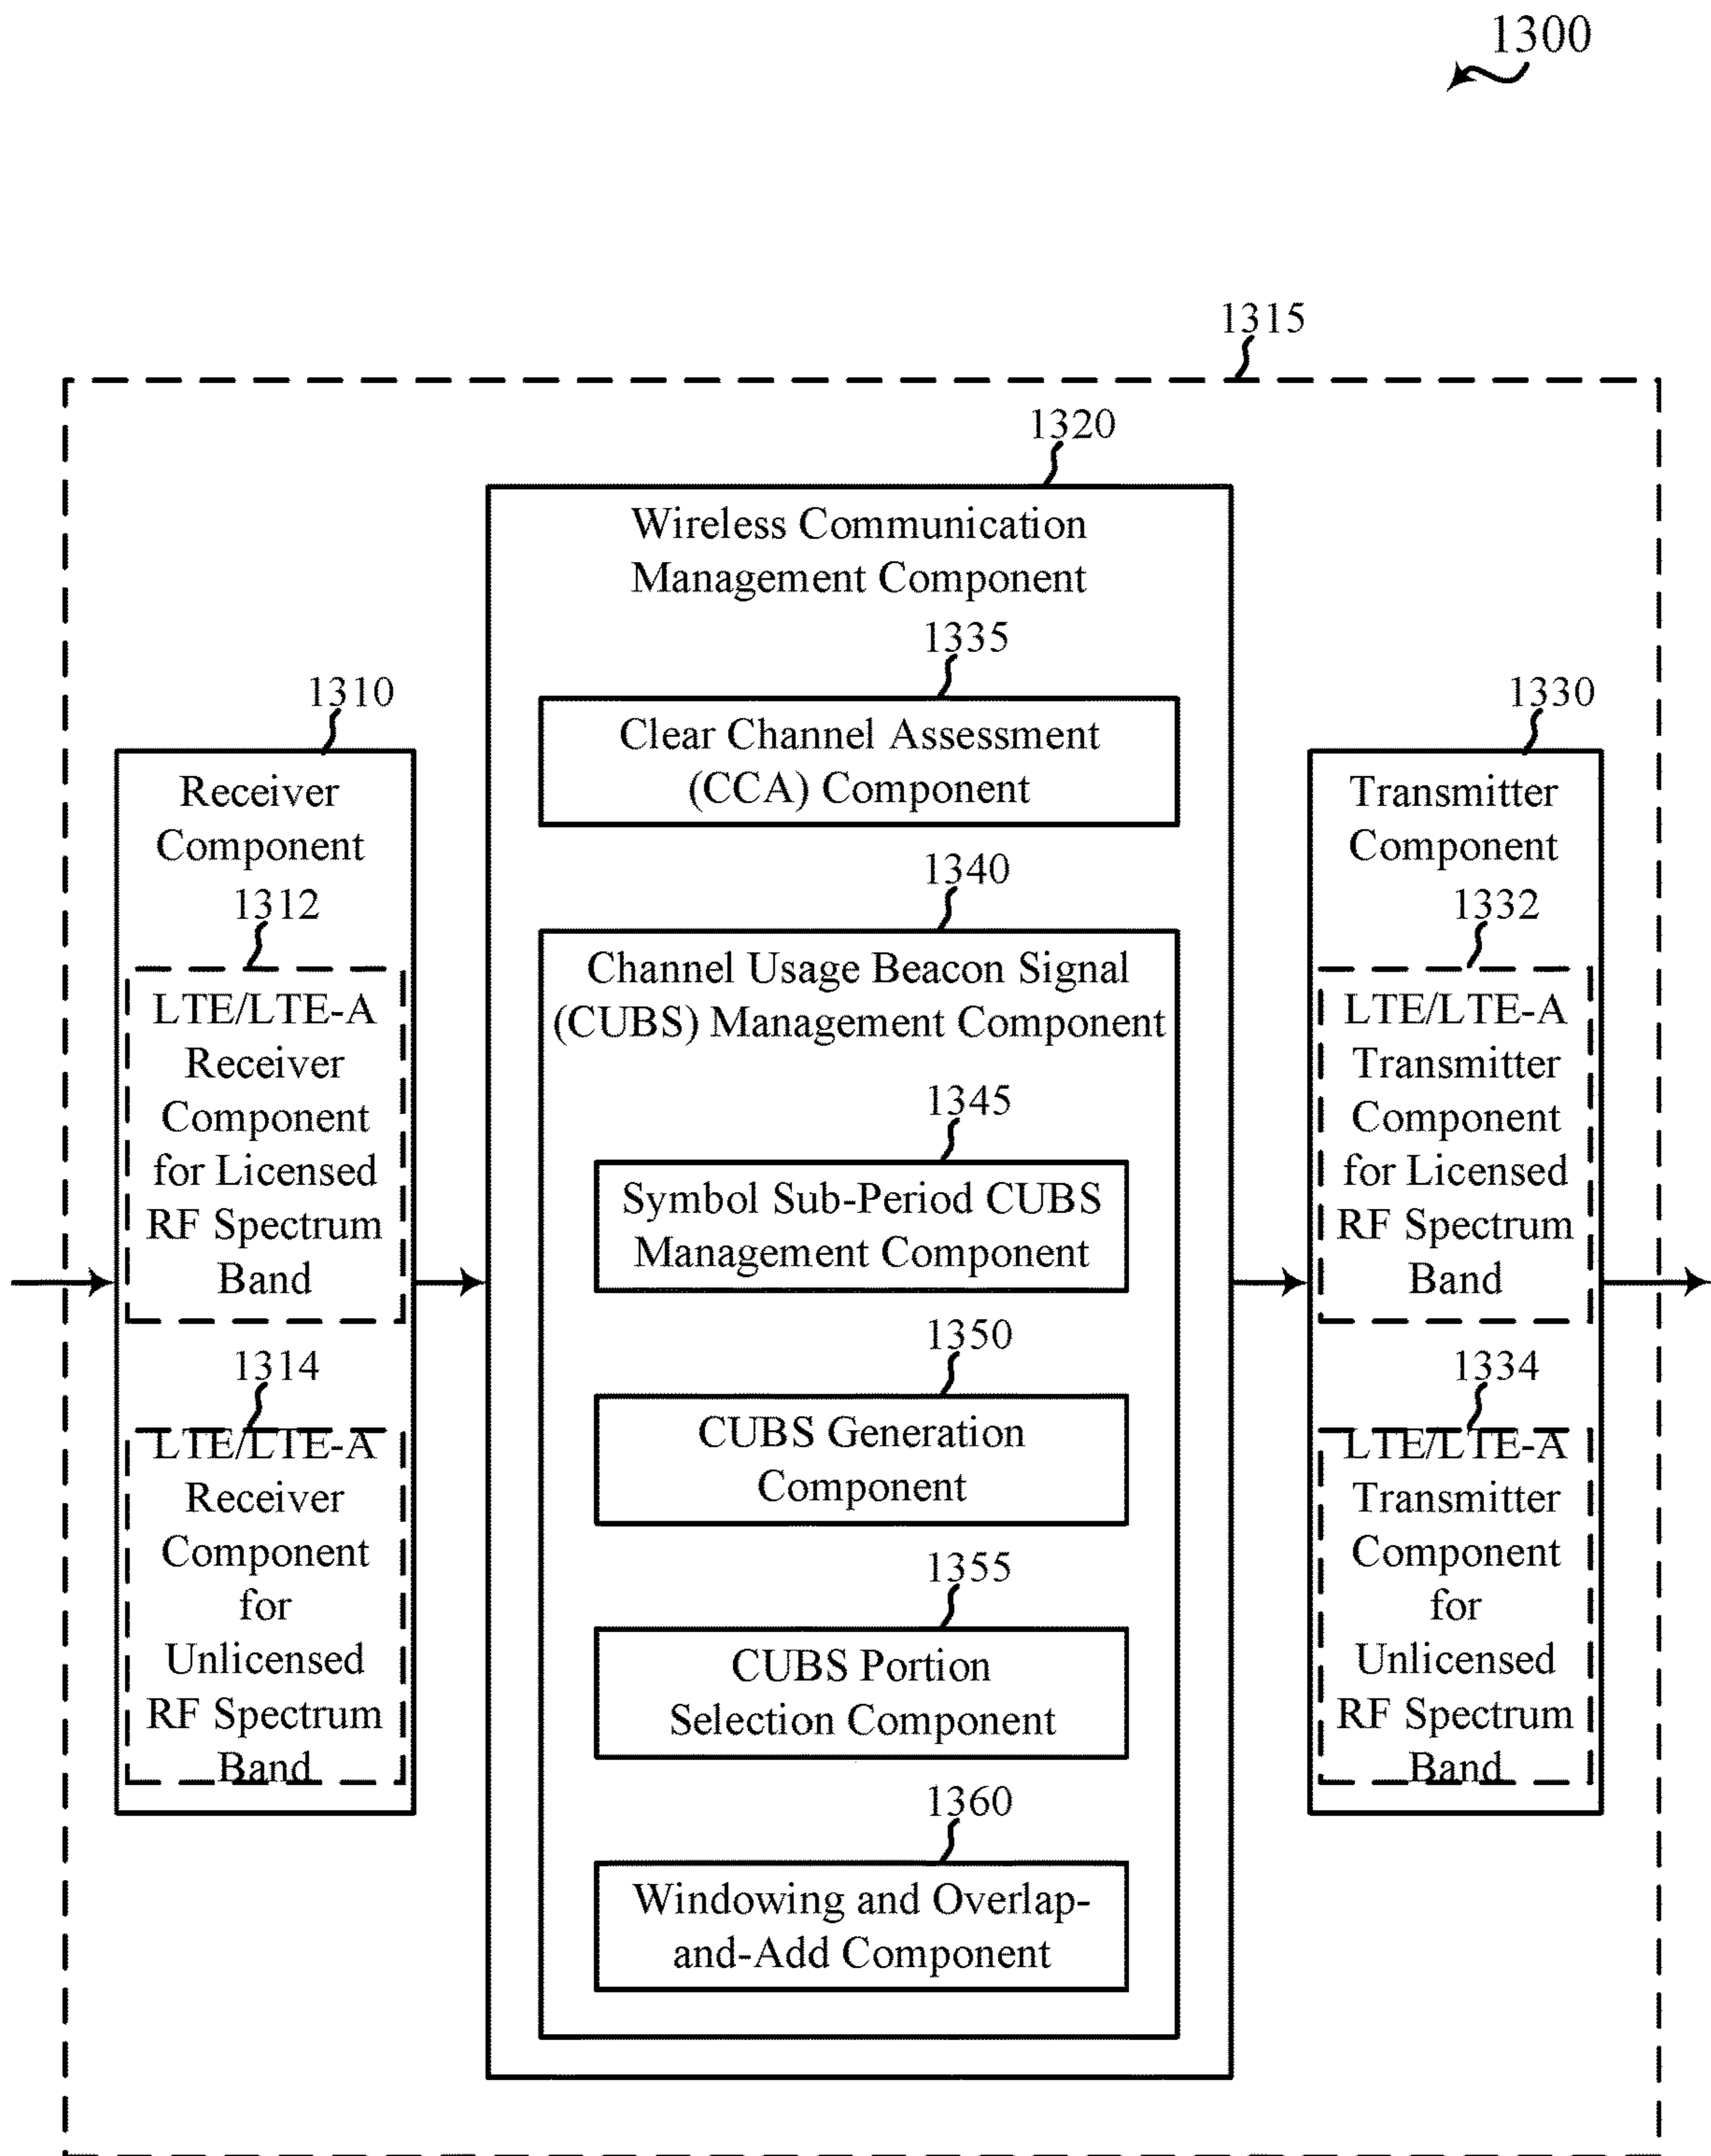 1300
1315
1320
Wireless Communication
Management Component
1335
Clear Channel Assessment
(CCA) Component
1340
Channel Usage Beacon Signal
(CUBS) Management Component
1345
Symbol Sub-Period CUBS
Management Component
1350
CUBS Generation
Component
1355
CUBS Portion
Selection Component
1360
Windowing and Overlap-
and-Add Component
1310
Receiver
Component
1312
LTE/LTE-A
Receiver
Component
for Licensed
RF Spectrum
Band
1314
LTE/LTE-A
Receiver
Component
for
Unlicensed
RF Spectrum
Band
1330
Transmitter
Component
1332
LTE/LTE-A
Transmitter
Component
for Licensed
RF Spectrum
Band
1334
LTE/LTE-A
Transmitter
Component
for
Unlicensed
RF Spectrum
Band